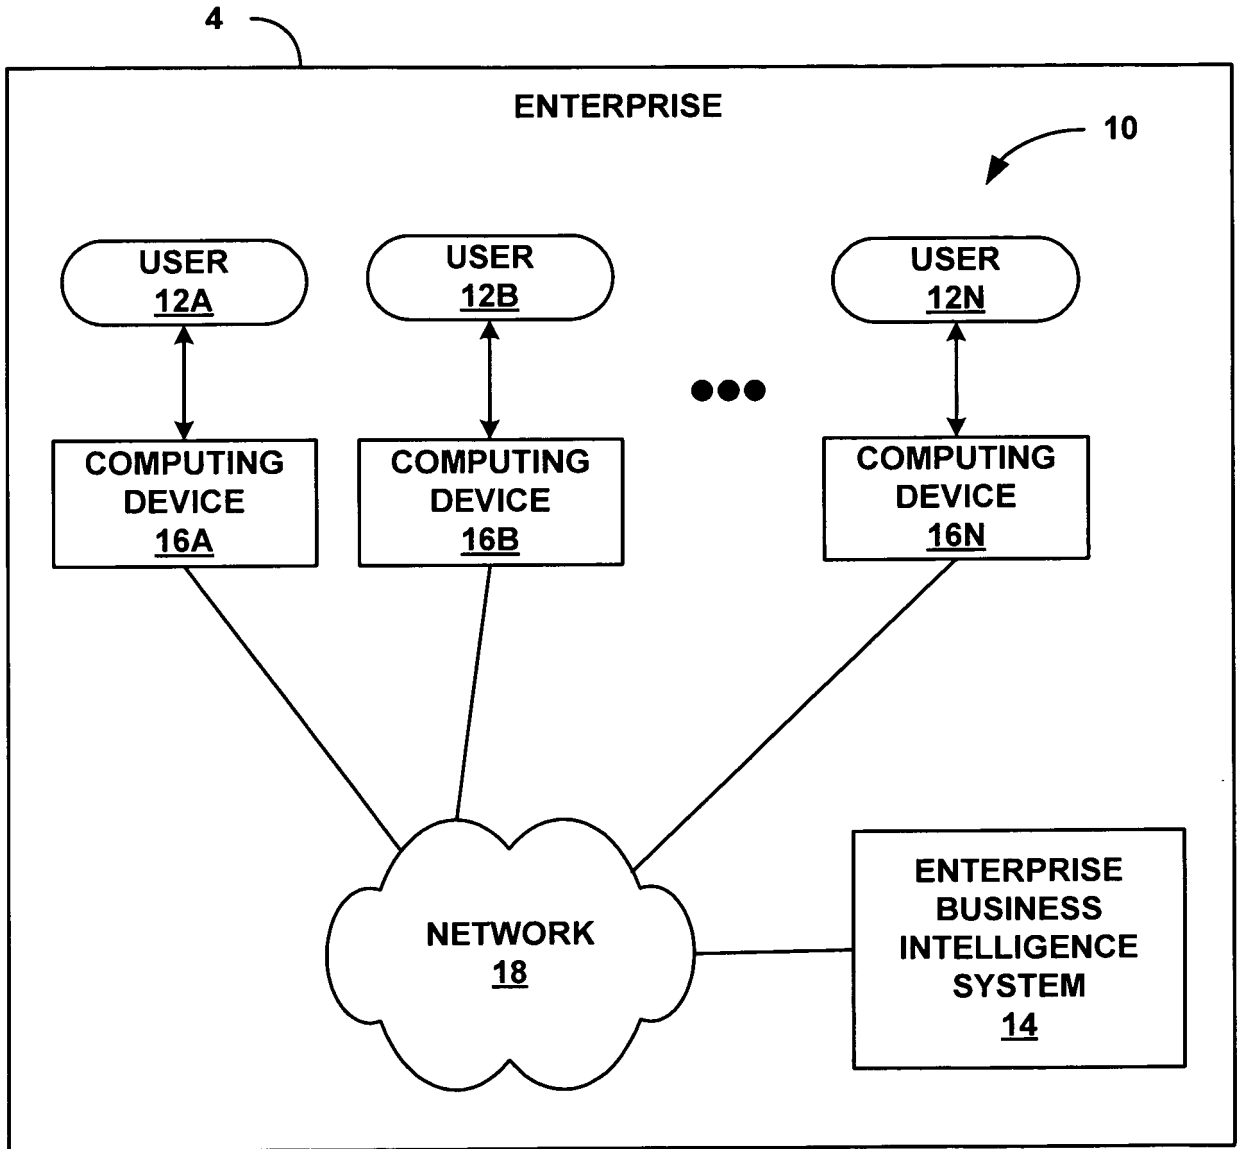 4
ENTERPRISE
10
USER
12A
USER
12B
USER
12N
COMPUTING
DEVICE
16A
COMPUTING
DEVICE
16B
COMPUTING
DEVICE
16N
NETWORK
18
ENTERPRISE
BUSINESS
INTELLIGENCE
SYSTEM
14